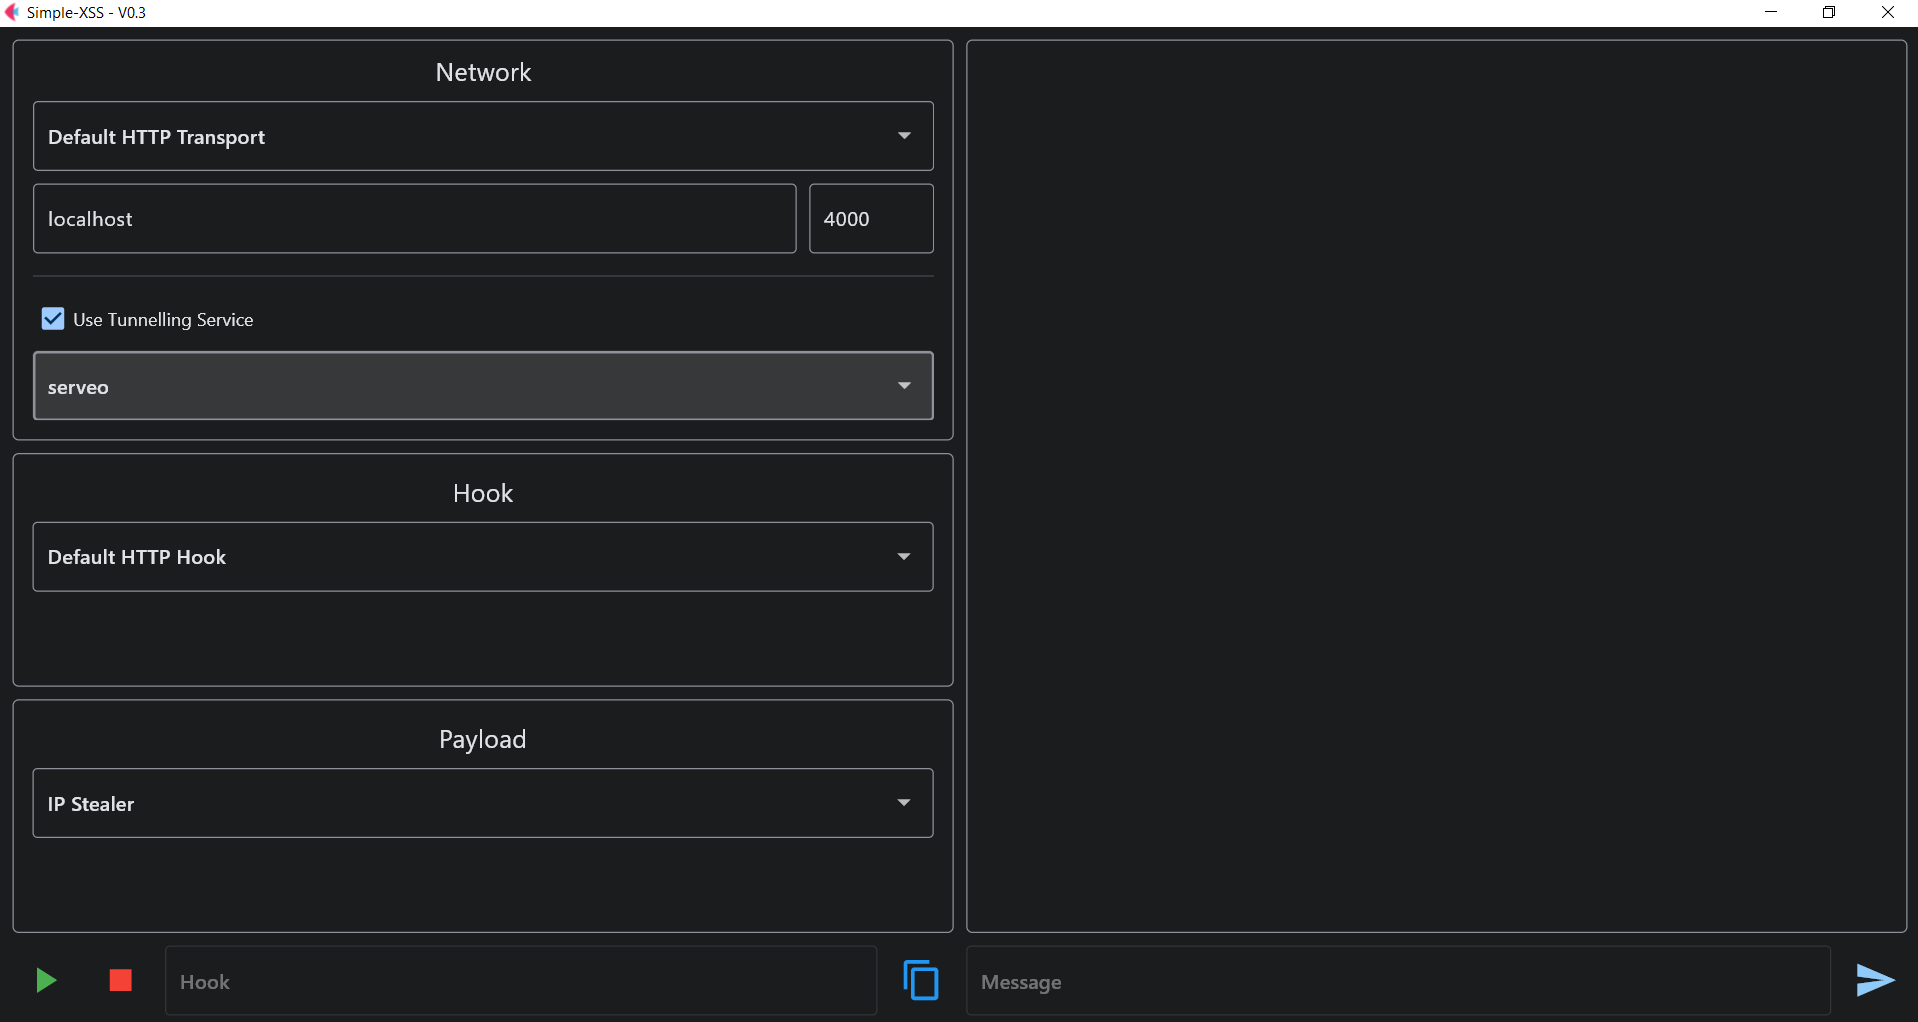 Simple-XSS - V0.3
Network
Default HTTP Transport
localhost
4000
Use Tunnelling Service
serveo
Hook
Default HTTP Hook
Payload
IP Stealer
Hook
Message